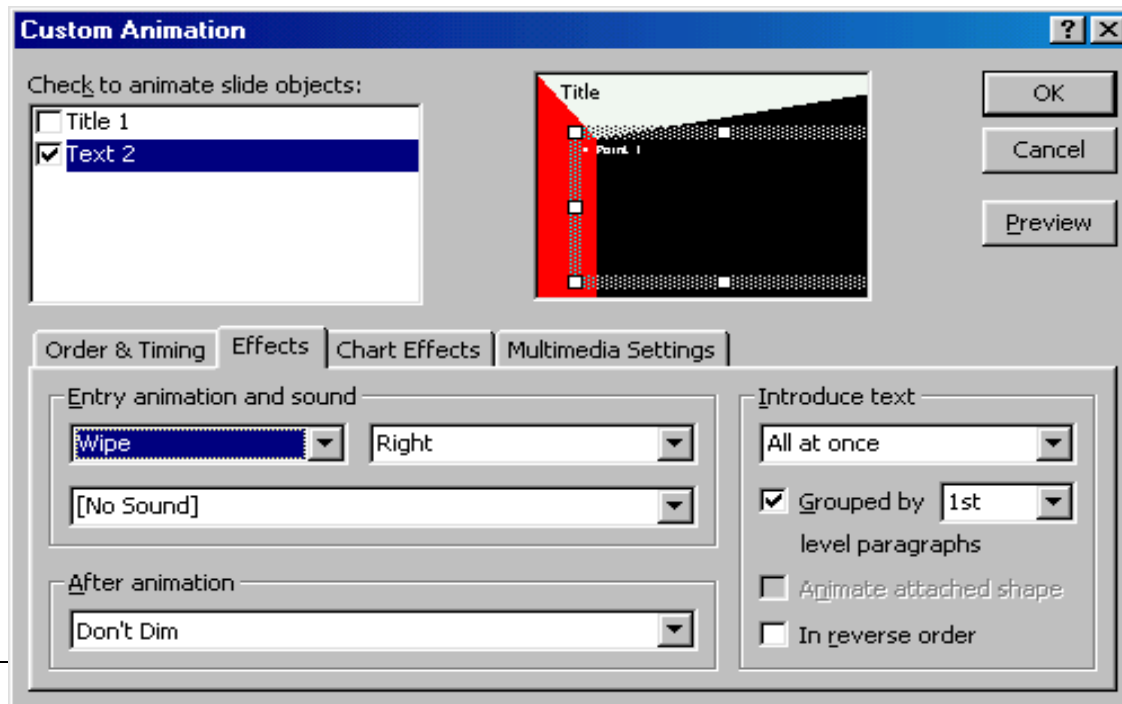 Custom Animation
Check to animate slide objects:
Title 1
Text 2
Title
Point 1
OK
Cancel
Preview
Order & Timing
Effects
Chart Effects
Multimedia Settings
Entry animation and sound
Wipe
Right
[No Sound]
After animation
Don't Dim
Introduce text
All at once
Grouped by 1st
level paragraphs
Animate attached shape
In reverse order